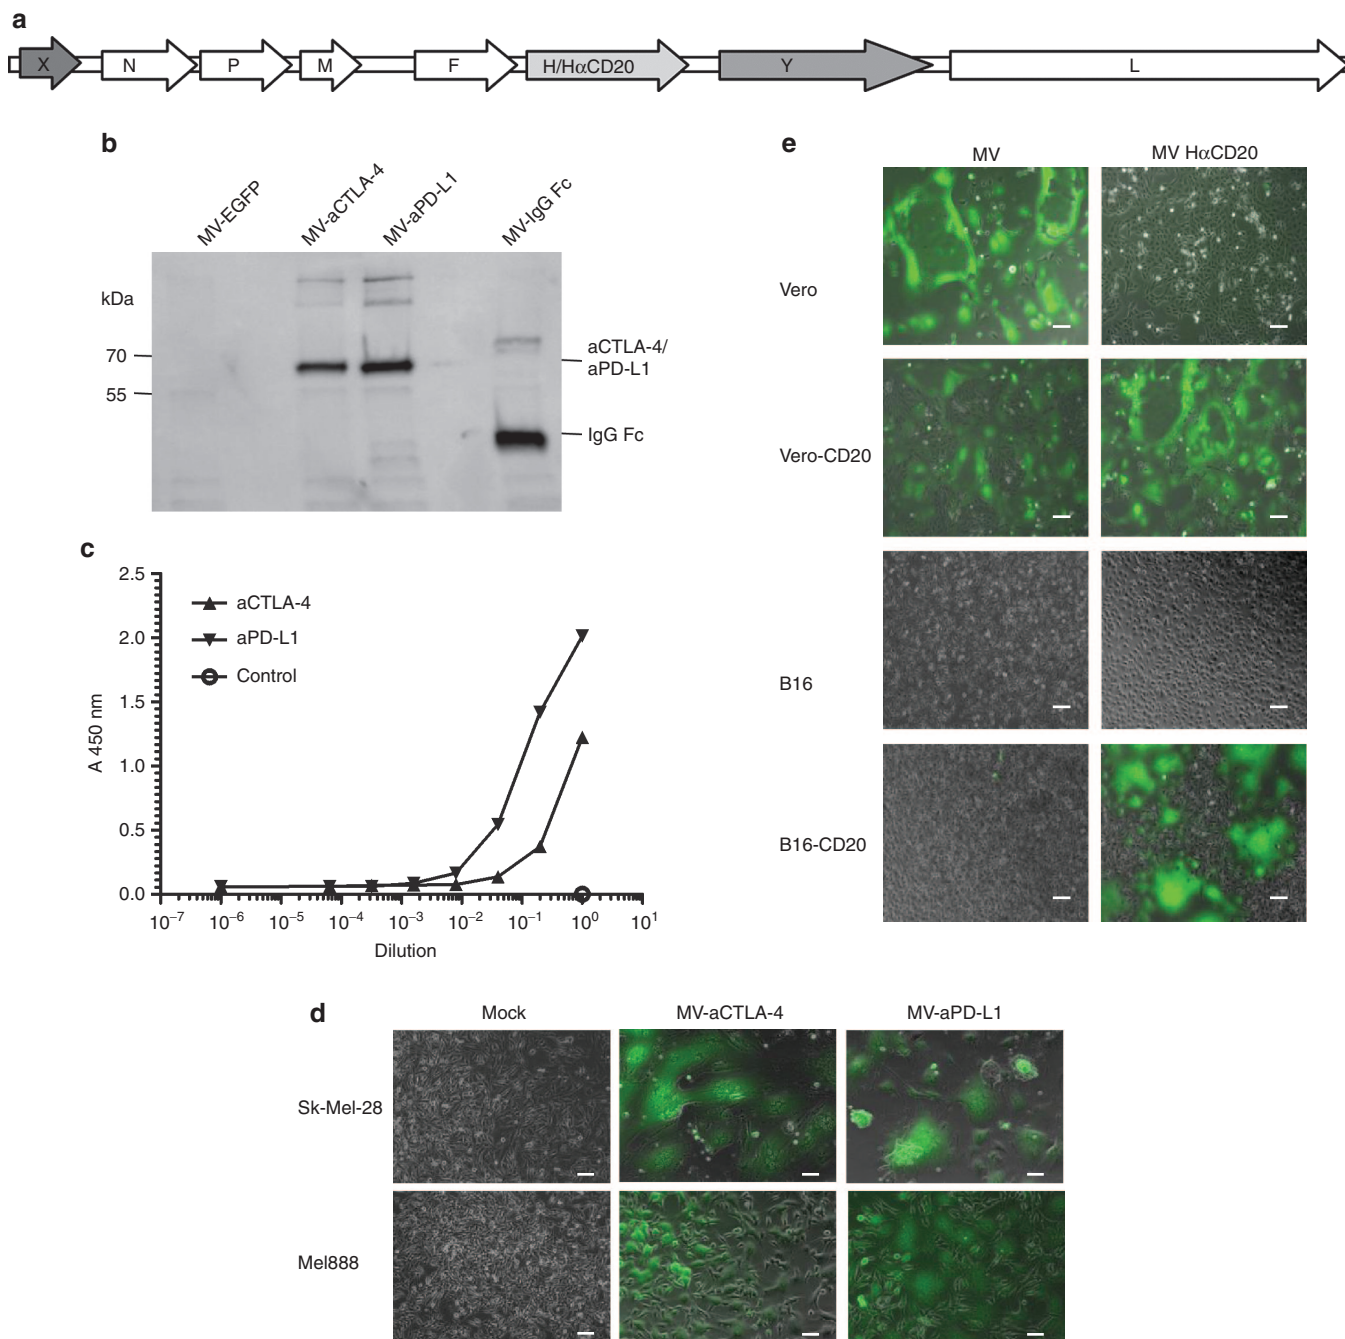 a
X N P M F H/HαCD20 Y L
b
MV-EGFP MV-aCTLA-4 MV-aPD-L1 MV-IgG Fc
kDa
70
55
aCTLA-4/
aPD-L1
IgG Fc
c
2.5
2.0
1.5
1.0
0.5
0.0
A 450 nm
aCTLA-4
aPD-L1
Control
10⁻⁷ 10⁻⁶ 10⁻⁵ 10⁻⁴ 10⁻³ 10⁻² 10⁻¹ 10⁰ 10¹
Dilution
d
Mock MV-aCTLA-4 MV-aPD-L1
Sk-Mel-28
Mel888
e
MV MV HαCD20
Vero
Vero-CD20
B16
B16-CD20